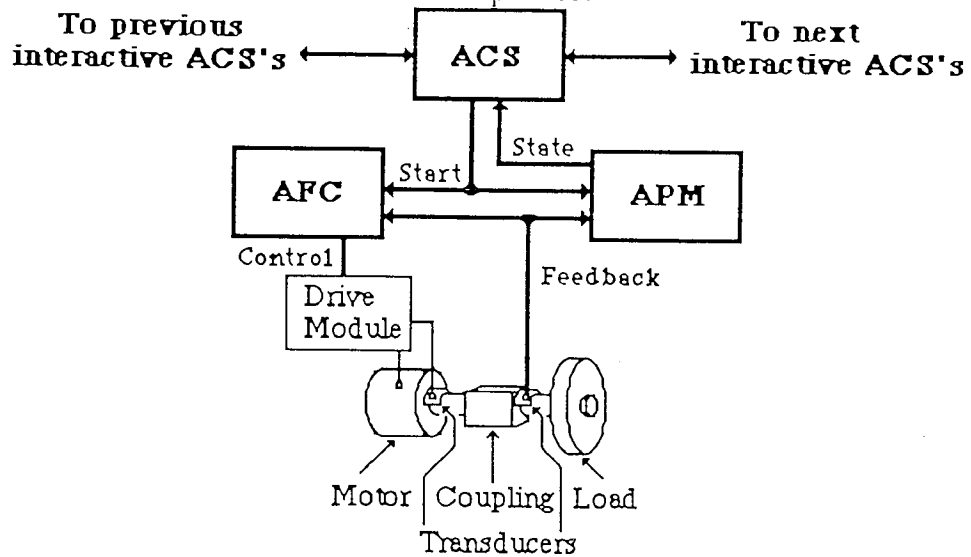 To previous
interactive ACS's
ACS
To next
interactive ACS's
State
Start
AFC
APM
Control
Feedback
Drive
Module
Motor
Coupling
Load
Transducers